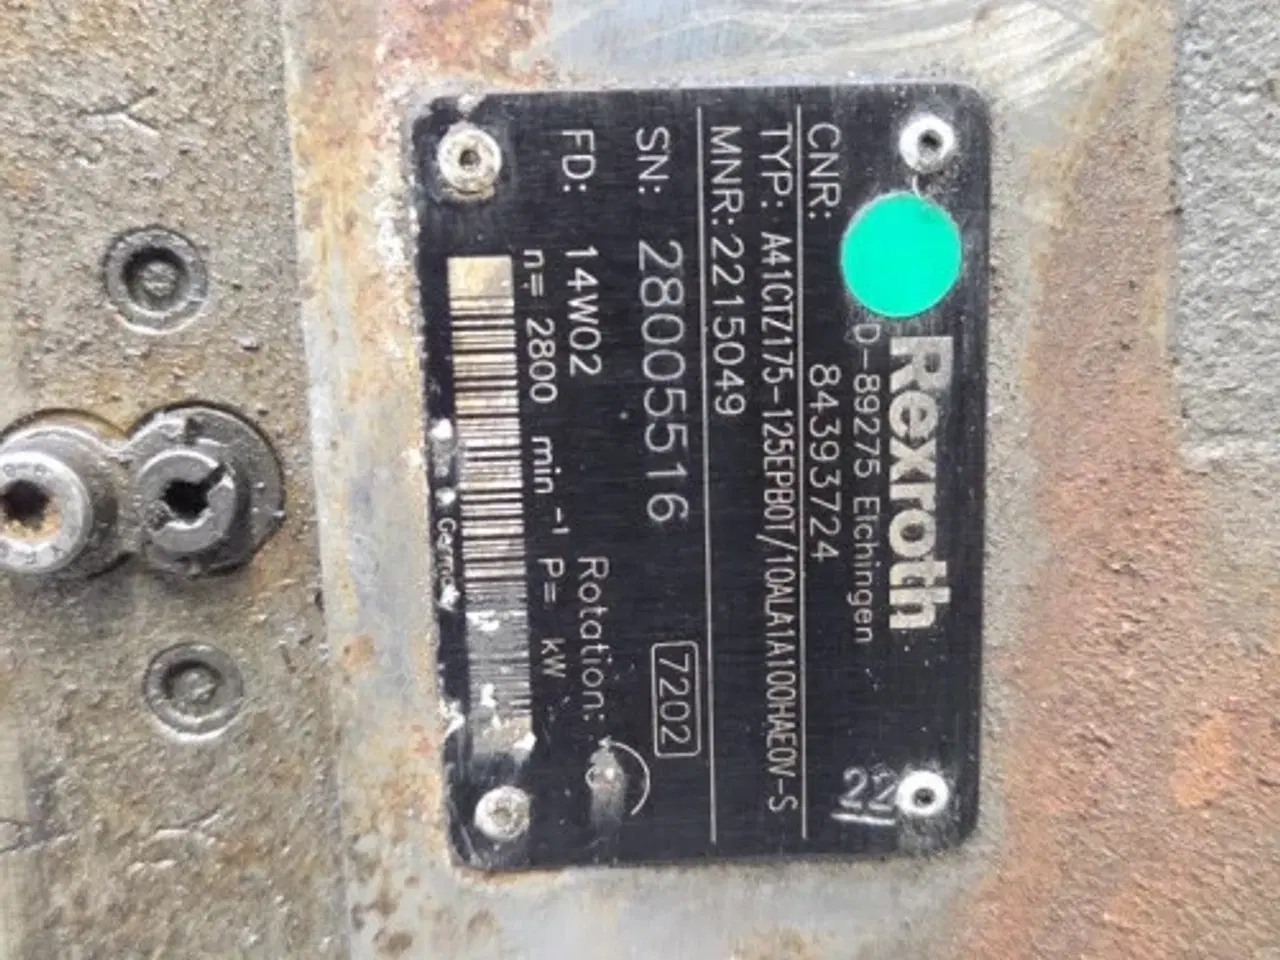 Rexroth
D-89275 Elchingen
22
CNR: 84393724
TYP: A41CTZ175-125EPB0T/10ALA1A100HAE0V-S
MNR: 2215049
SN: 28005516 7202
FD: 14W02 Rotation:
n= 2800 min -1 P= kW